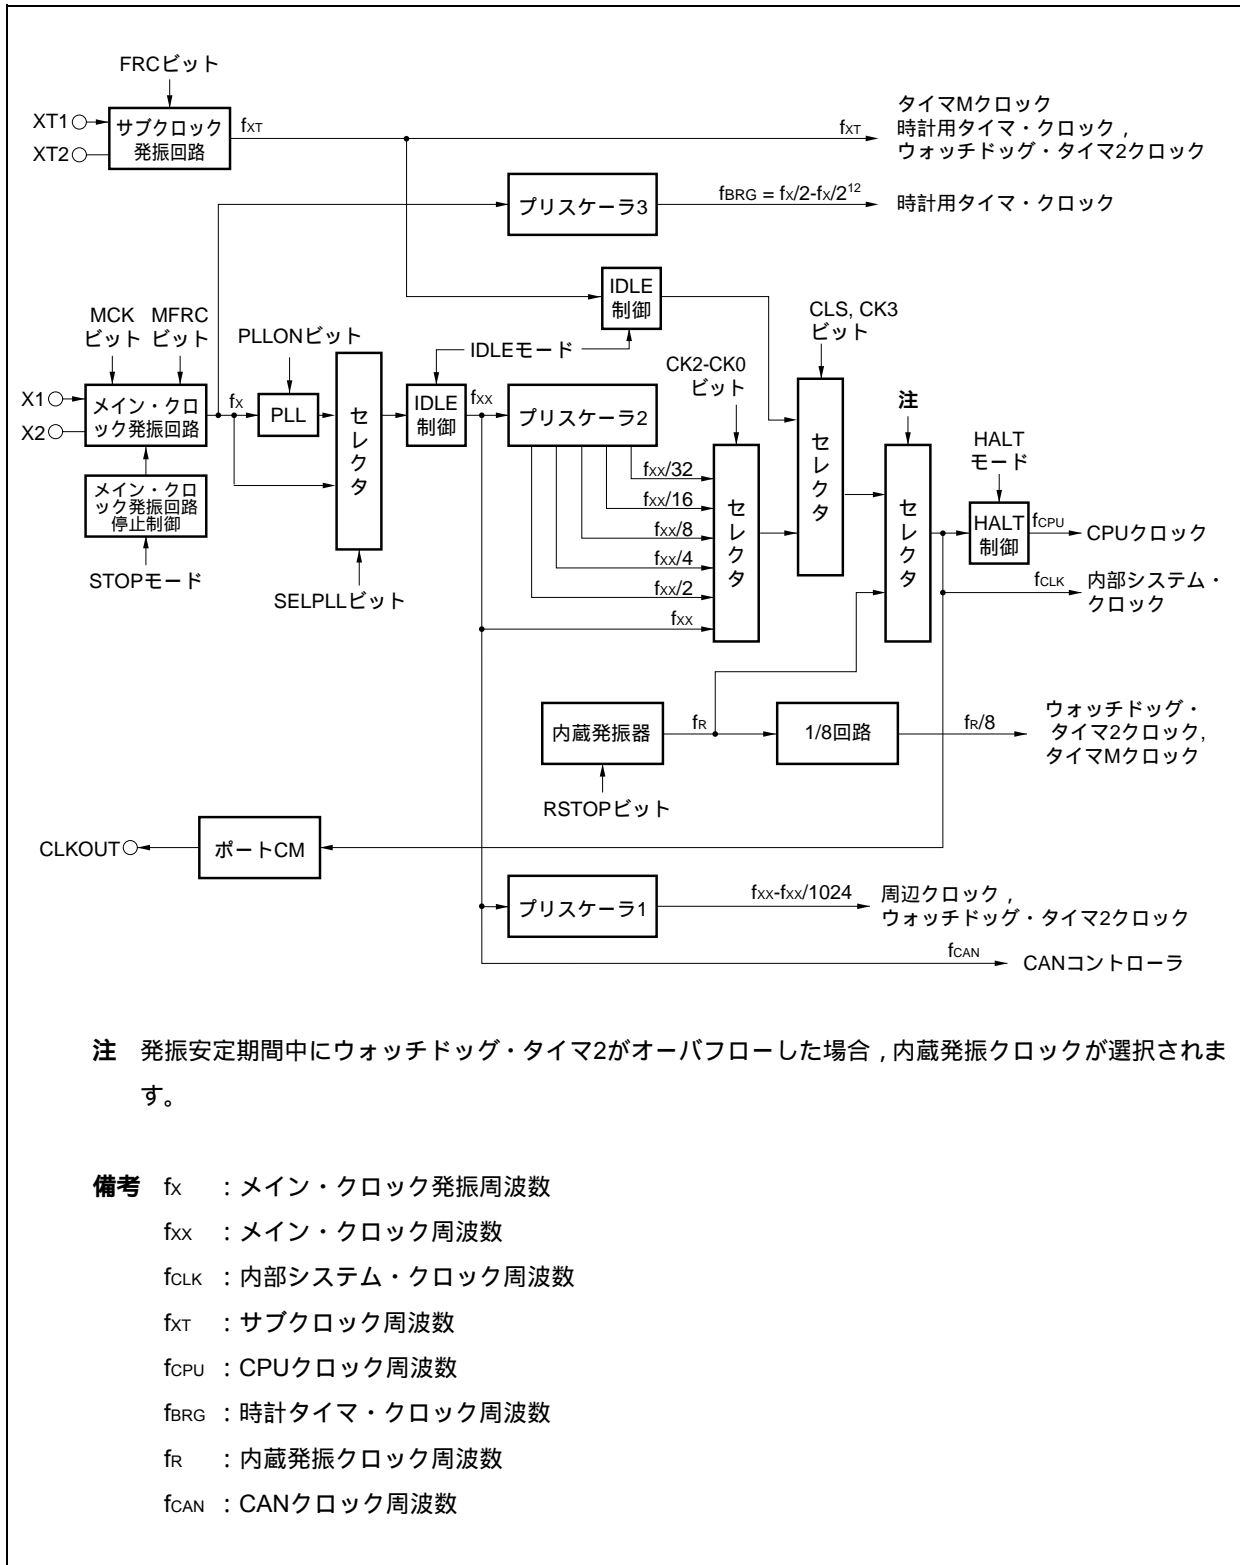 FRCビット
XT1
XT2
サブクロック
発振回路
fXT
fXT
タイマMクロック
時計用タイマ・クロック，
ウォッチドッグ・タイマ2クロック
プリスケーラ3
fBRG = fX/2-fX/2¹²
時計用タイマ・クロック
IDLE
制御
MCK
ビット
MFRC
ビット
PLLONビット
IDLEモード
CLS, CK3
ビット
CK2-CK0
ビット
X1
X2
メイン・クロ
ック発振回路
fX
PLL
セレクタ
IDLE
制御
fXX
プリスケーラ2
fXX/32
fXX/16
fXX/8
fXX/4
fXX/2
fXX
セレクタ
セレクタ
注
セレクタ
HALT
モード
HALT
制御
fCPU
CPUクロック
fCLK
内部システム・
クロック
メイン・クロ
ック発振回路
停止制御
STOPモード
SELPLLビット
内蔵発振器
fR
1/8回路
fR/8
ウォッチドッグ・
タイマ2クロック,
タイマMクロック
RSTOPビット
CLKOUT
ポートCM
プリスケーラ1
fXX-fXX/1024
周辺クロック，
ウォッチドッグ・タイマ2クロック
fCAN
CANコントローラ
注 発振安定期間中にウォッチドッグ・タイマ2がオーバフローした場合，内蔵発振クロックが選択されま
す。
備考 fX ：メイン・クロック発振周波数
fXX ：メイン・クロック周波数
fCLK ：内部システム・クロック周波数
fXT ：サブクロック周波数
fCPU ：CPUクロック周波数
fBRG ：時計タイマ・クロック周波数
fR ：内蔵発振クロック周波数
fCAN ：CANクロック周波数